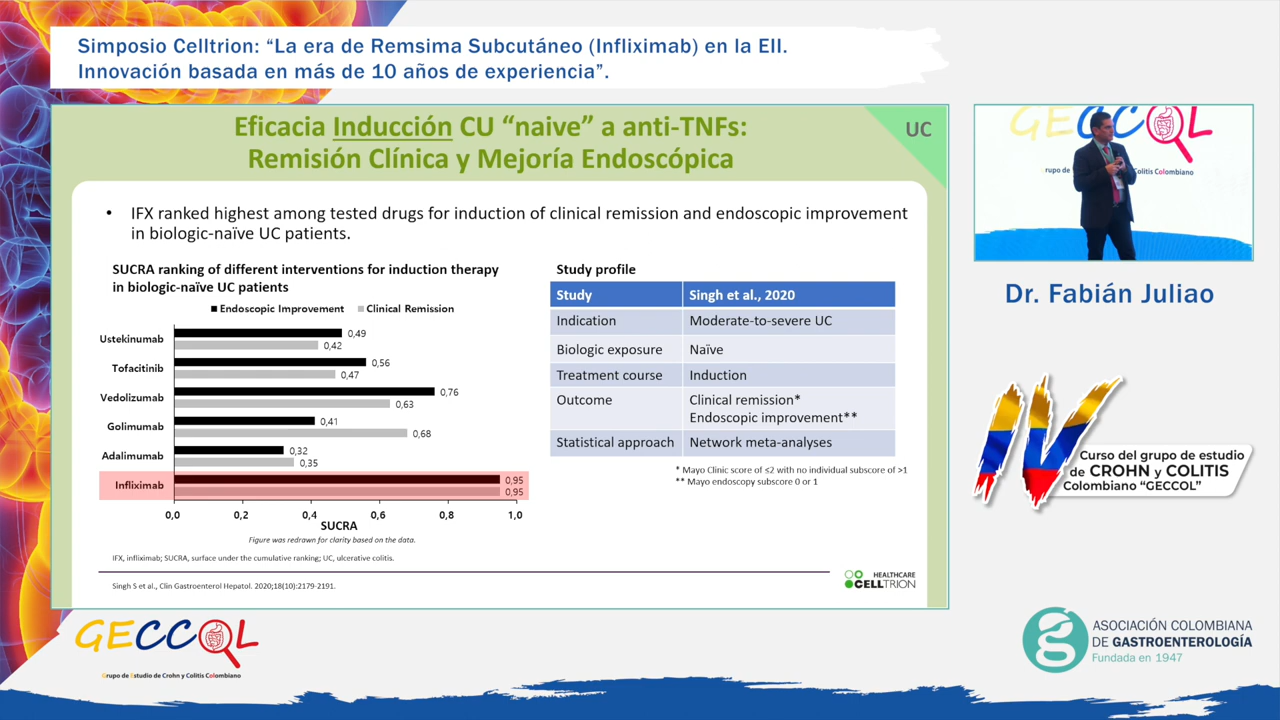 Simposio Celltrion: “La era de Remsima Subcutáneo (Infliximab) en la EII.
Innovación basada en más de 10 años de experiencia”.
Eficacia Inducción CU “naive” a anti-TNFs:
Remisión Clínica y Mejoría Endoscópica
UC
• IFX ranked highest among tested drugs for induction of clinical remission and endoscopic improvement
in biologic-naïve UC patients.
SUCRA ranking of different interventions for induction therapy
in biologic-naïve UC patients
Endoscopic Improvement Clinical Remission
Ustekinumab 0,49 0,42
Tofacitinib 0,56 0,47
Vedolizumab 0,76 0,63
Golimumab 0,41 0,68
Adalimumab 0,32 0,35
Infliximab 0,95 0,95
0,0 0,2 0,4 0,6 0,8 1,0
SUCRA
Figure was redrawn for clarity based on the data.
IFX, infliximab; SUCRA, surface under the cumulative ranking; UC, ulcerative colitis.
Singh S et al., Clin Gastroenterol Hepatol. 2020;18(10):2179-2191.
Study profile
Study Singh et al., 2020
Indication Moderate-to-severe UC
Biologic exposure Naïve
Treatment course Induction
Outcome Clinical remission*
Endoscopic improvement**
Statistical approach Network meta-analyses
* Mayo Clinic score of ≤2 with no individual subscore of >1
** Mayo endoscopy subscore 0 or 1
HEALTHCARE
CELLTRION
GECCOL
rupo de
Colitis Colombiano
Dr. Fabián Juliao
IV
Curso del grupo de estudio
de CROHN y COLITIS
Colombiano “GECCOL”
GECCOL
Grupo de Estudio de Crohn y Colitis Colombiano
ASOCIACIÓN COLOMBIANA
DE GASTROENTEROLOGÍA
Fundada en 1947